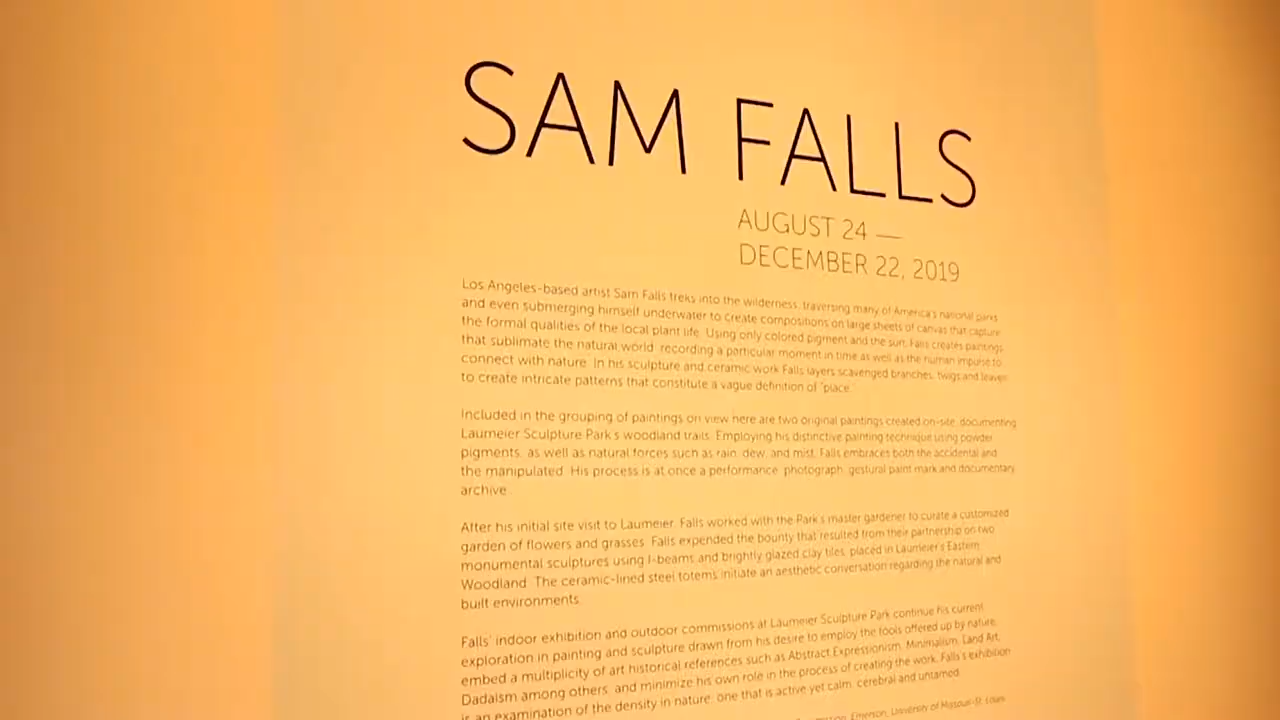 SAM FALLS
AUGUST 24 —
DECEMBER 22, 2019
Los Angeles-based artist Sam Falls treks into the wilderness, traversing many of America's national parks
and even submerging himself underwater to create compositions on large sheets of canvas that capture
the formal qualities of the local plant life. Using only colored pigment and the sun, Falls creates paintings
that sublimate the natural world, recording a particular moment in time as well as the human impulse to
connect with nature. In his sculpture and ceramic work Falls layers scavenged branches, twigs and leaves
to create intricate patterns that constitute a vague definition of "place."
Included in the grouping of paintings on view here are two original paintings created on-site, documenting
Laumeier Sculpture Park's woodland trails. Employing his distinctive painting technique using powder
pigments, as well as natural forces such as rain, dew, and mist, Falls embraces both the accidental and
the manipulated. His process is at once a performance, photograph, gestural paint mark and documentary
archive.
After his initial site visit to Laumeier, Falls worked with the Park's master gardener to curate a customized
garden of flowers and grasses. Falls expended the bounty that resulted from their partnership on two
monumental sculptures using I-beams and brightly glazed clay tiles, placed in Laumeier's Eastern
Woodland. The ceramic-lined steel totems initiate an aesthetic conversation regarding the natural and
built environments.
Falls' indoor exhibition and outdoor commissions at Laumeier Sculpture Park continue his current
exploration in painting and sculpture drawn from his desire to employ the tools offered up by nature,
embed a multiplicity of art historical references such as Abstract Expressionism, Minimalism, Land Art,
Dadaism among others, and minimize his own role in the process of creating the work. Falls's exhibition
is an examination of the density in nature, one that is active yet calm, cerebral and untamed.
Emerson, University of Missouri-St. Louis